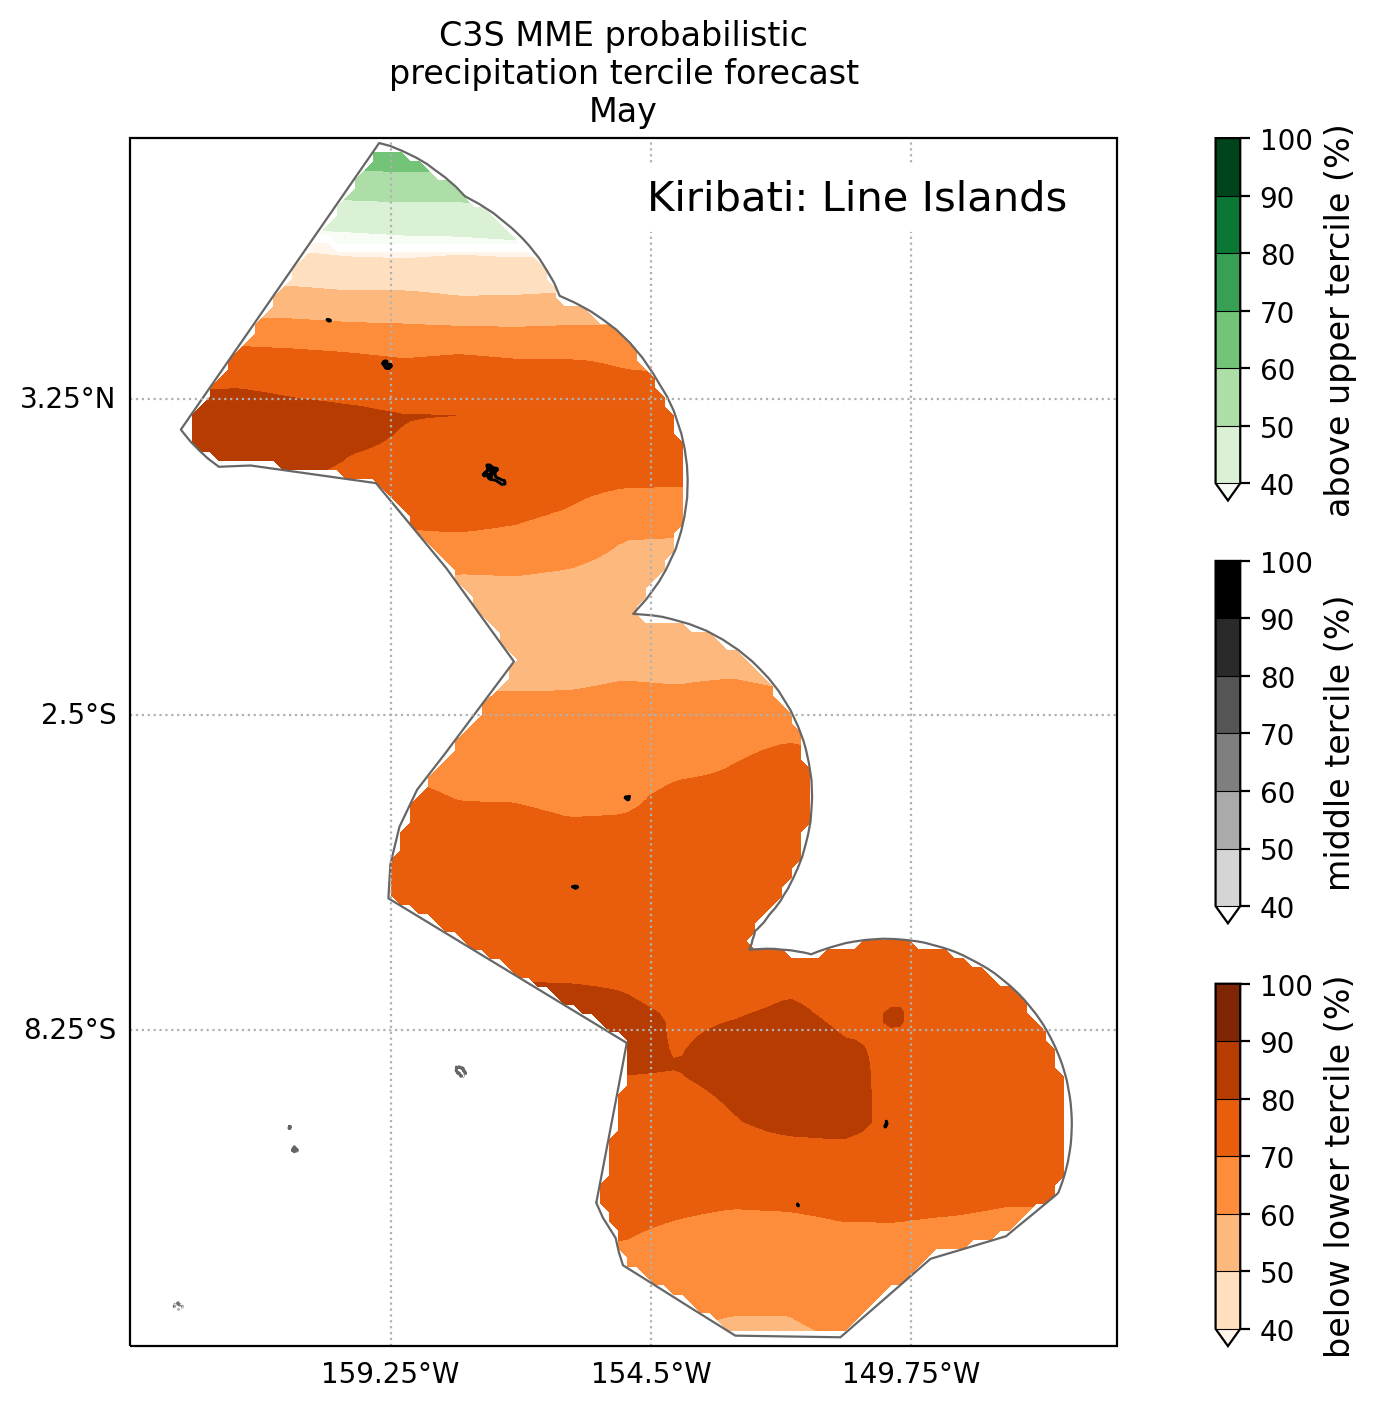 C3S MME probabilistic
precipitation tercile forecast
May
Kiribati: Line Islands
3.25°N
2.5°S
8.25°S
159.25°W
154.5°W
149.75°W
100
90
80
70
60
50
40
above upper tercile (%)
100
90
80
70
60
50
40
middle tercile (%)
100
90
80
70
60
50
40
below lower tercile (%)